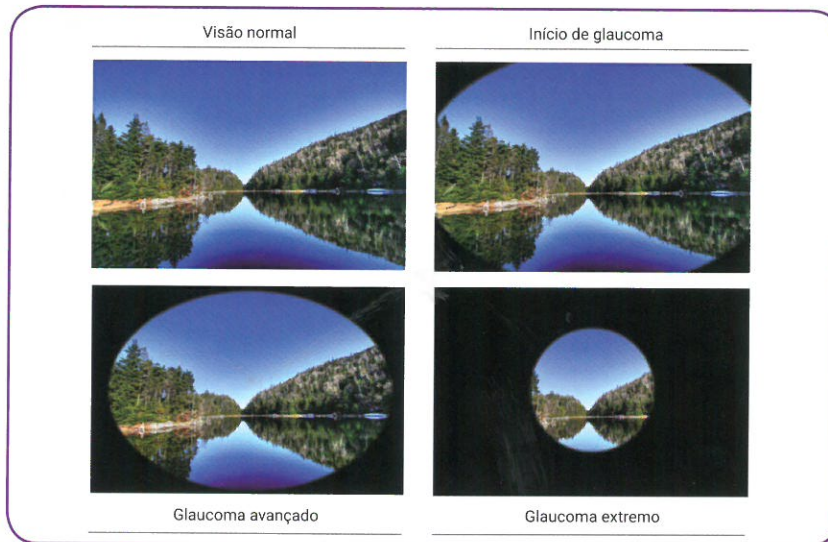 Visão normal
Início de glaucoma
Glaucoma avançado
Glaucoma extremo